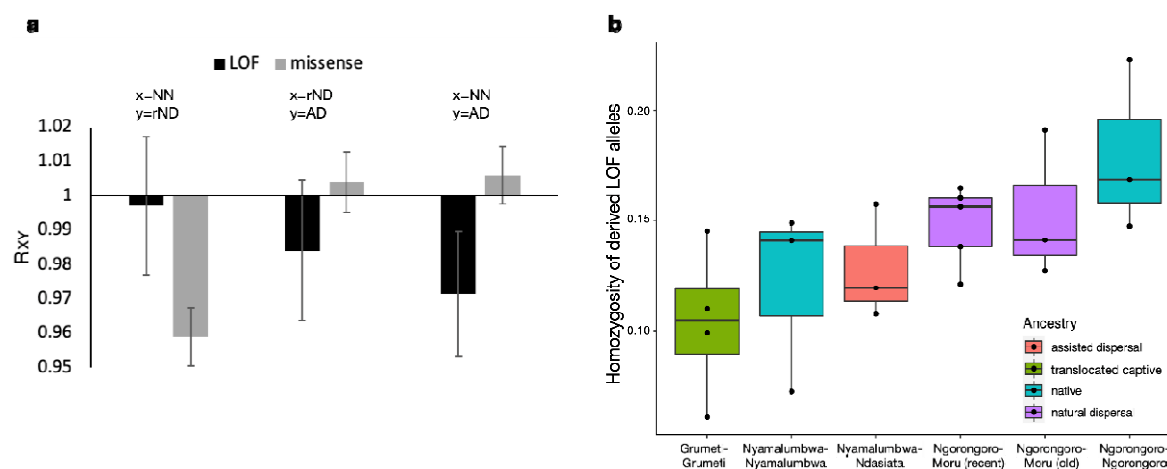 a
LOF missense
x=NN x=rND x=NN
y=rND y=AD y=AD
1.02
1.01
1
0.99
0.98
0.97
0.96
0.95
RXY
b
Homozygosity of derived LOF alleles
0.20
0.15
0.10
Ancestry
assisted dispersal
translocated captive
native
natural dispersa
Grumet- Nyamalumbwa- Nyamalumbwa- Ngorongoro- Ngorongoro- Ngorongoro-
Grumeti Nyamalumbwa Ndasiata Moru (recent) Moru (old) Ngorongoro